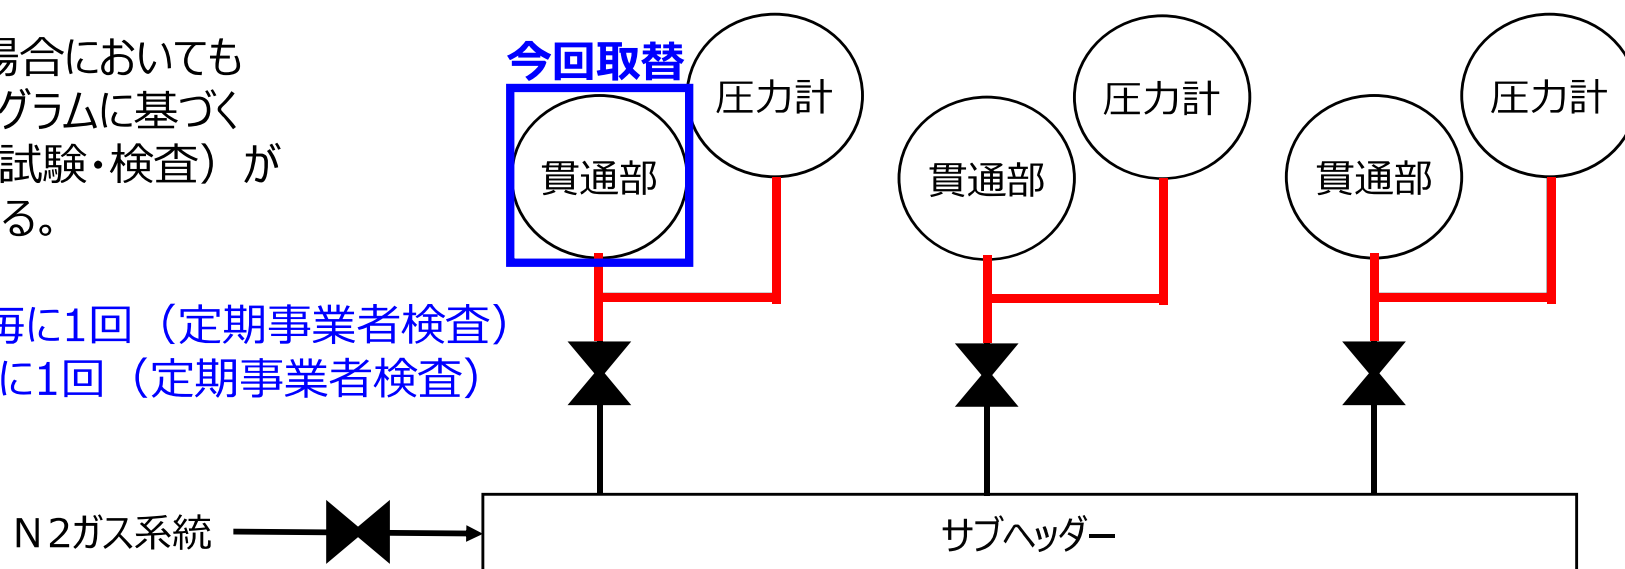 場合においても
グラムに基づく
試験・検査）が
る。
毎に1回（定期事業者検査）
に1回（定期事業者検査）
今回取替
圧力計
圧力計
圧力計
貫通部
貫通部
貫通部
Ｎ2ガス系統
サブヘッダー